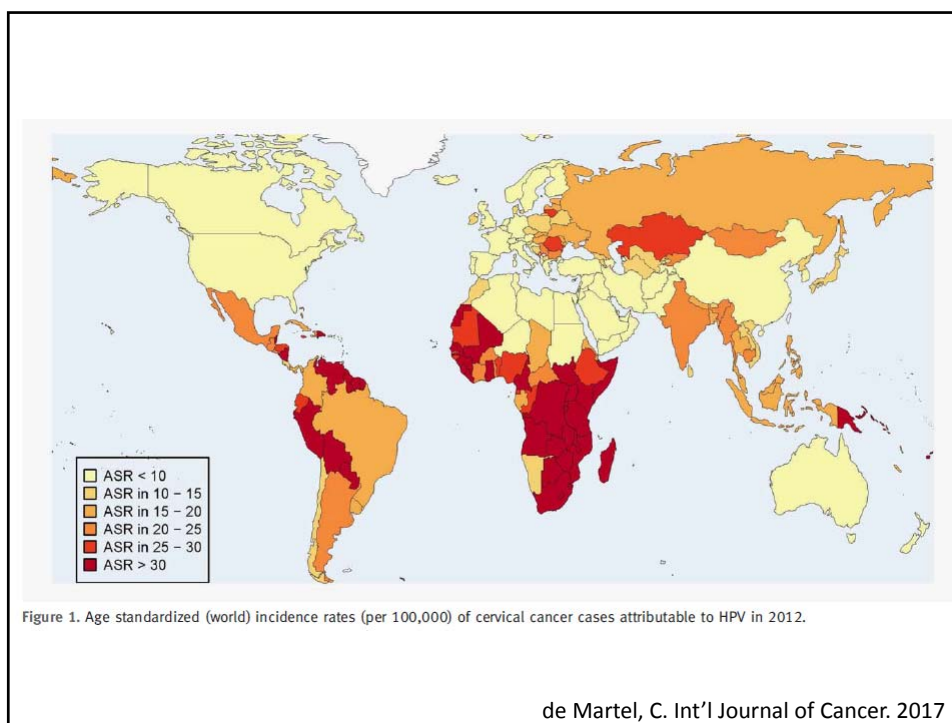 ASR < 10
ASR in 10 – 15
ASR in 15 – 20
ASR in 20 – 25
ASR in 25 – 30
ASR > 30
Figure 1. Age standardized (world) incidence rates (per 100,000) of cervical cancer cases attributable to HPV in 2012.
de Martel, C. Int’l Journal of Cancer. 2017